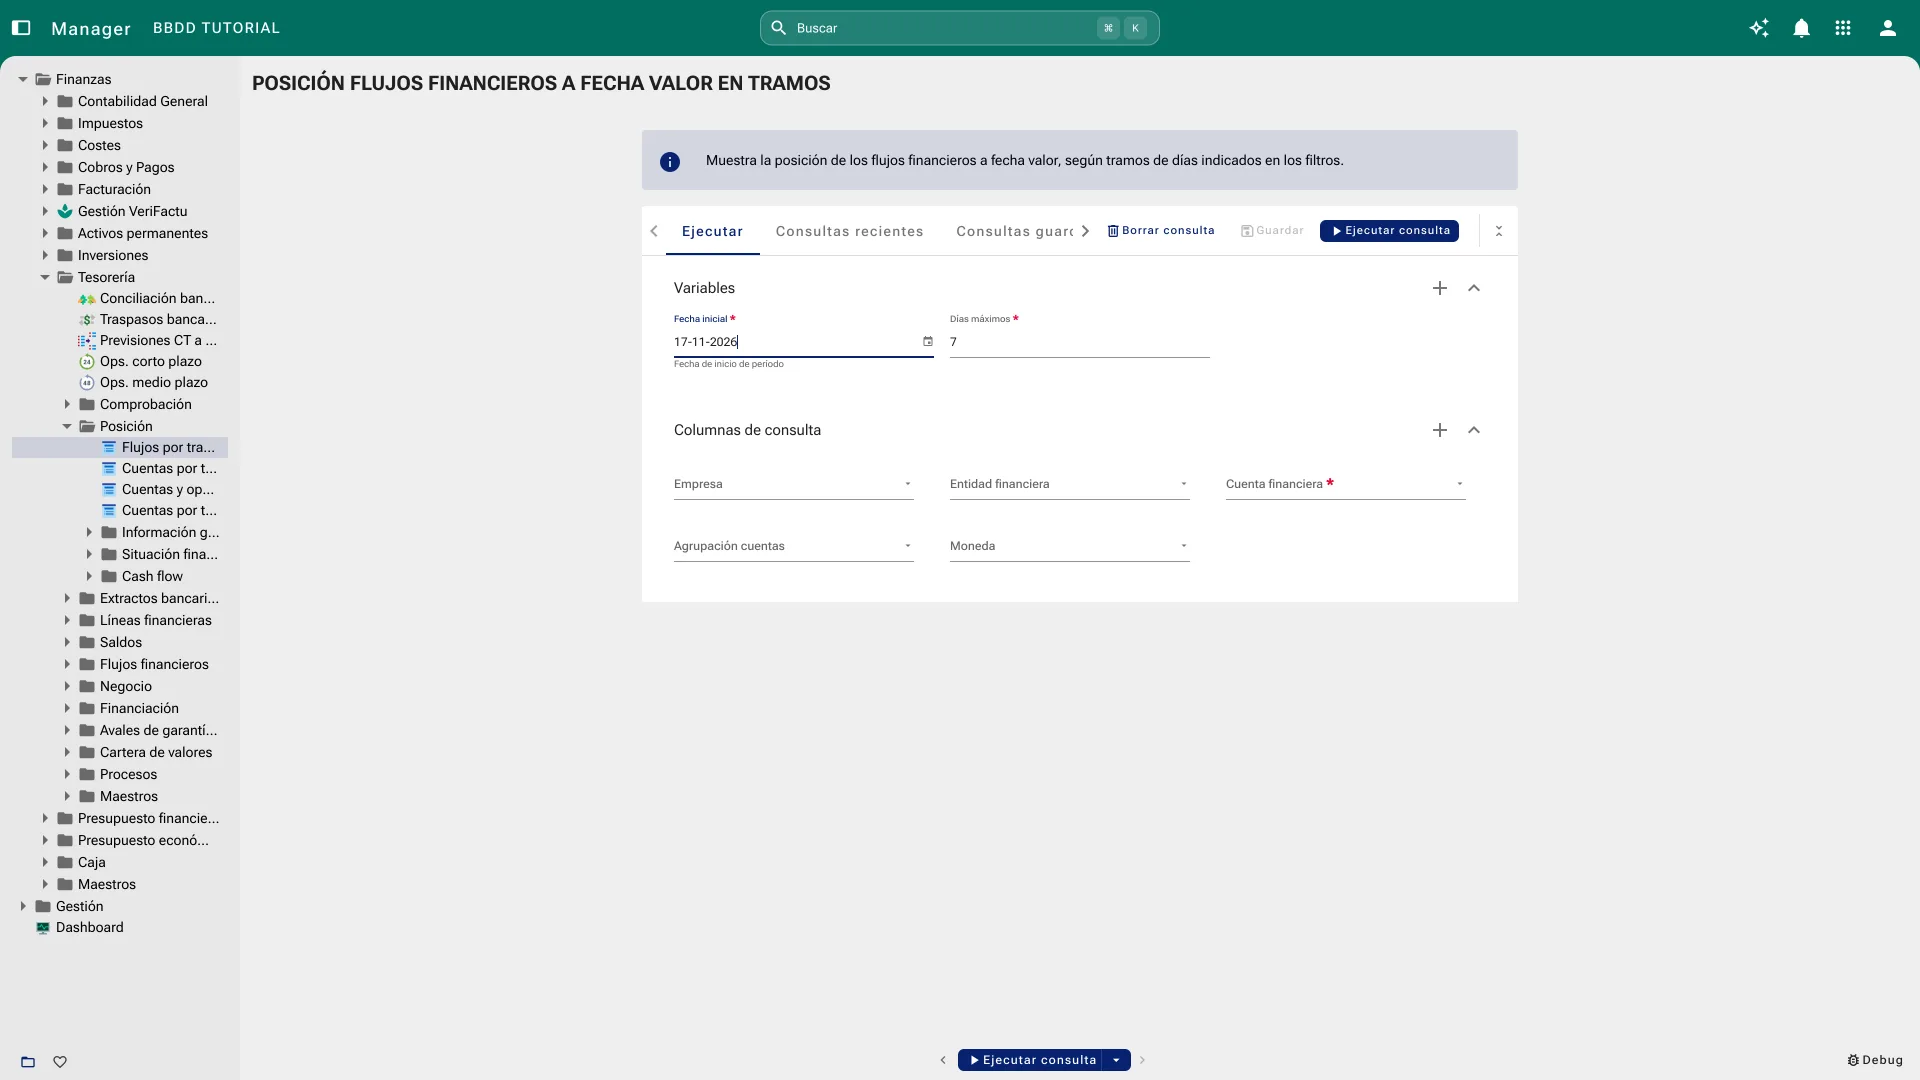 Manager
BBDD TUTORIAL
Buscar
⌘ K
Finanzas
Contabilidad General
Impuestos
Costes
Cobros y Pagos
Facturación
Gestión VeriFactu
Activos permanentes
Inversiones
Tesorería
Conciliación ban...
Traspasos banca...
Previsiones CT a ...
Ops. corto plazo
Ops. medio plazo
Comprobación
Posición
Flujos por tra...
Cuentas por t...
Cuentas y op...
Cuentas por t...
Información g...
Situación fina...
Cash flow
Extractos bancari...
Líneas financieras
Saldos
Flujos financieros
Negocio
Financiación
Avales de garantí...
Cartera de valores
Procesos
Maestros
Presupuesto financie...
Presupuesto econó...
Caja
Maestros
Gestión
Dashboard
POSICIÓN FLUJOS FINANCIEROS A FECHA VALOR EN TRAMOS
Muestra la posición de los flujos financieros a fecha valor, según tramos de días indicados en los filtros.
Ejecutar
Consultas recientes
Consultas guard
Borrar consulta
Guardar
Ejecutar consulta
Variables
Fecha inicial *
17-11-2026
Fecha de inicio de período
Días máximos *
7
Columnas de consulta
Empresa
Entidad financiera
Cuenta financiera *
Agrupación cuentas
Moneda
Ejecutar consulta
Debug